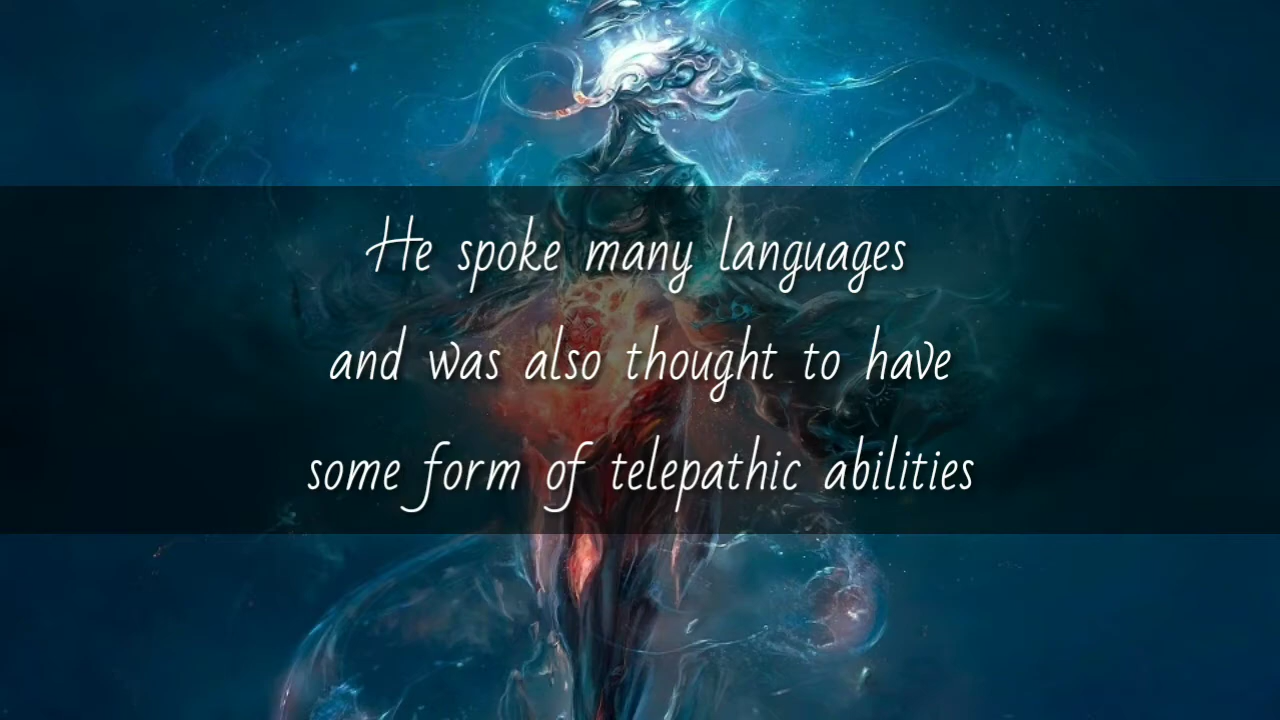 He spoke many languages
and was also thought to have
some form of telepathic abilities